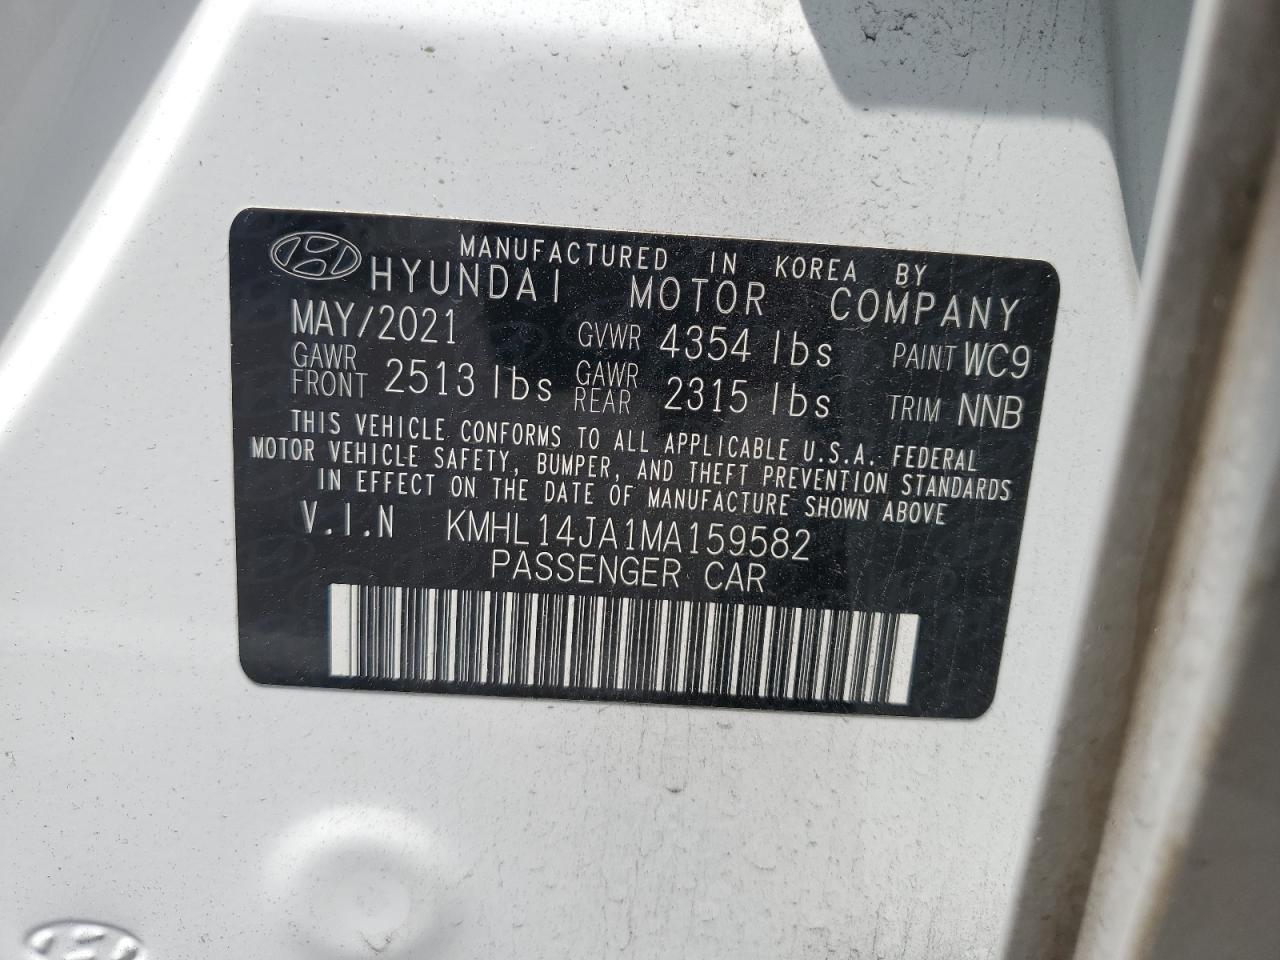 MANUFACTURED IN KOREA BY
HYUNDAI MOTOR COMPANY
MAY/2021 GVWR 4354 lbs PAINT WC9
GAWR FRONT 2513 lbs GAWR REAR 2315 lbs TRIM NNB
THIS VEHICLE CONFORMS TO ALL APPLICABLE U.S.A. FEDERAL
MOTOR VEHICLE SAFETY, BUMPER, AND THEFT PREVENTION STANDARDS
IN EFFECT ON THE DATE OF MANUFACTURE SHOWN ABOVE
V.I.N KMHL14JA1MA159582
PASSENGER CAR